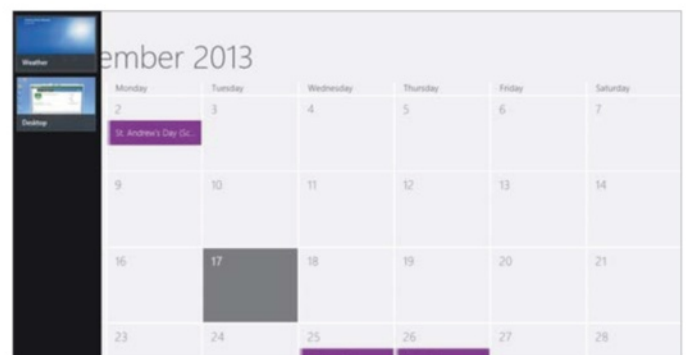 Weather
Desktop
ember 2013
Monday Tuesday Wednesday Thursday Friday Saturday
2 3 4 5 6 7
St. Andrew's Day (Sc...
9 10 11 12 13 14
16 17 18 19 20 21
23 24 25 26 27 28